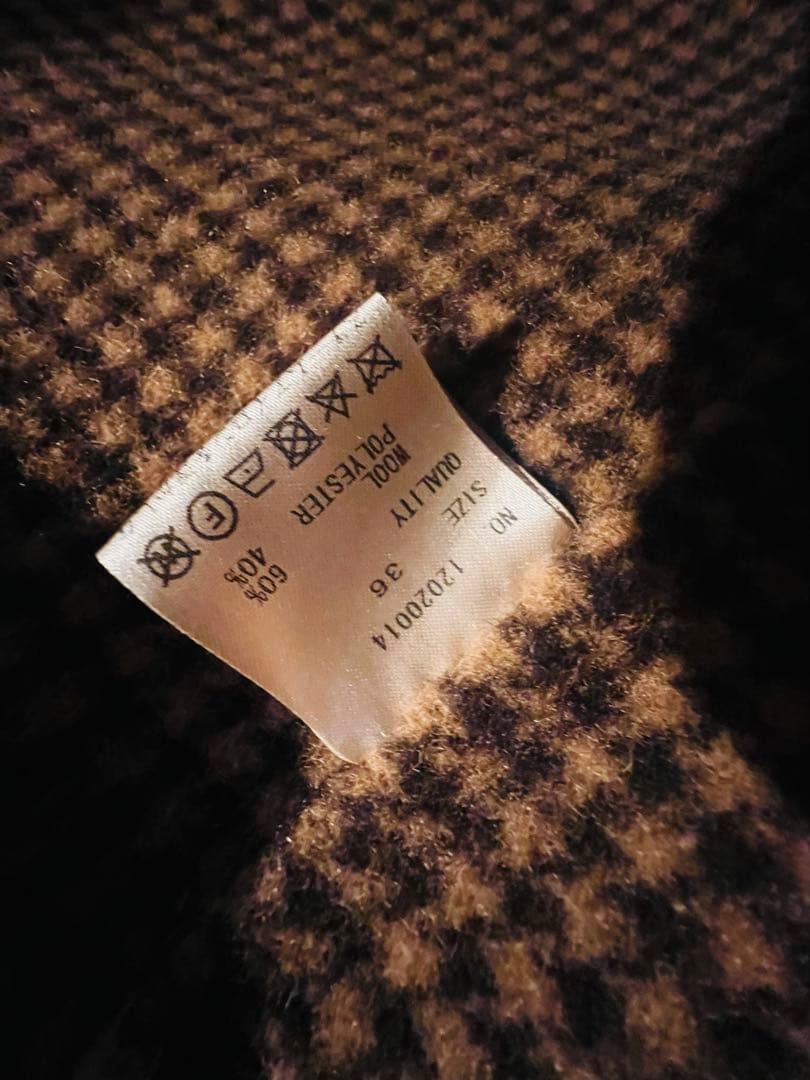 NO 12020014
SIZE 36
QUALITY
WOOL 60%
POLYESTER 40%
F
W